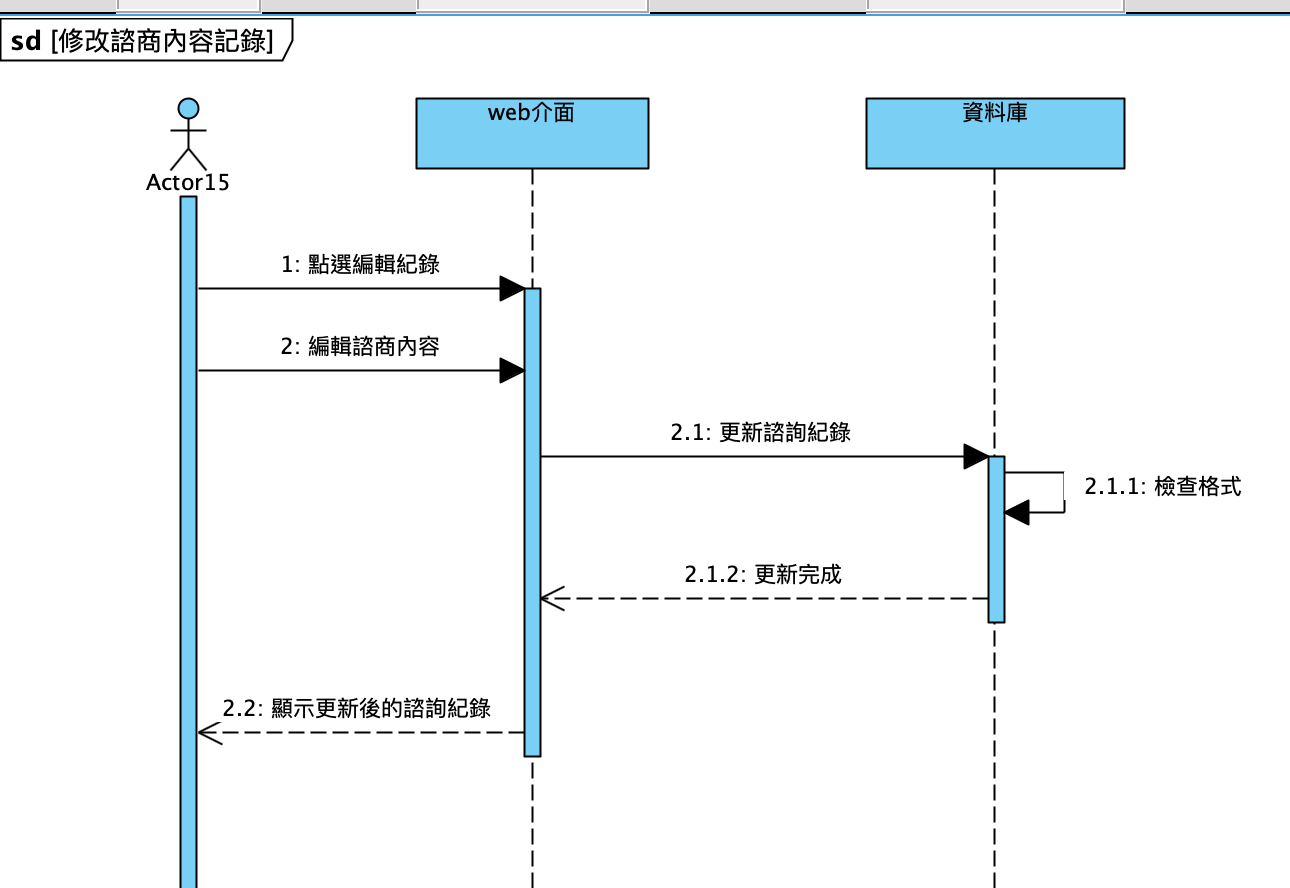 sd [修改諮商內容記錄]
web介面
資料庫
Actor15
1: 點選編輯紀錄
2: 編輯諮商內容
2.1: 更新諮詢紀錄
2.1.1: 檢查格式
2.1.2: 更新完成
2.2: 顯示更新後的諮詢紀錄